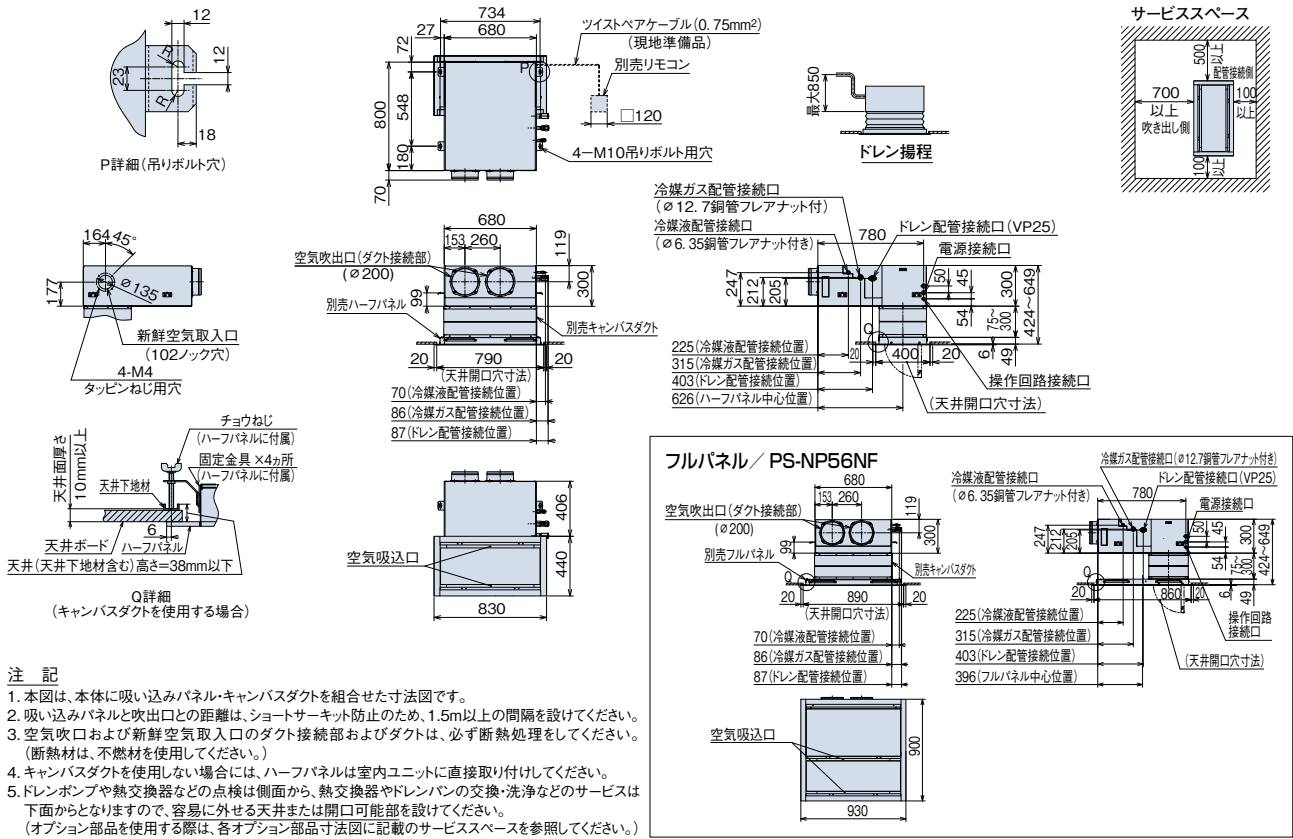 12
12
23
R
R
18
P詳細(吊りボルト穴)
734
680
27
72
P
800
548
180
70
ツイストペアケーブル(0.75mm²)
(現地準備品)
別売リモコン
□120
4-M10吊りボルト用穴
最大850
ドレン揚程
サービススペース
500以上
配管接続側
700
以上
吹き出し側
100以上
100以上
164
45°
177
ø135
新鮮空気取入口
(102ノック穴)
4-M4
タッピンねじ用穴
680
153
260
119
300
空気吹出口(ダクト接続部)
(ø200)
99
別売ハーフパネル
別売キャンバスダクト
20
790
20
(天井開口穴寸法)
70(冷媒液配管接続位置)
86(冷媒ガス配管接続位置)
87(ドレン配管接続位置)
冷媒ガス配管接続口
(ø12.7銅管フレアナット付)
冷媒液配管接続口
(ø6.35銅管フレアナット付き)
ドレン配管接続口(VP25)
780
電源接続口
247
212
205
50
45
54
300
75~300
424~649
6
49
Q
20
400
20
225(冷媒液配管接続位置)
315(冷媒ガス配管接続位置)
403(ドレン配管接続位置)
626(ハーフパネル中心位置)
操作回路接続口
(天井開口穴寸法)
天井面厚さ
10mm以上
チョウねじ
(ハーフパネルに付属)
固定金具×4ヵ所
(ハーフパネルに付属)
天井下地材
6
天井ボード
ハーフパネル
天井(天井下地材含む)高さ=38mm以下
Q詳細
(キャンバスダクトを使用する場合)
406
440
空気吸込口
830
フルパネル/PS-NP56NF
680
153
260
119
300
空気吹出口(ダクト接続部)
(ø200)
99
別売フルパネル
Q
別売キャンバスダクト
20
890
20
(天井開口穴寸法)
70(冷媒液配管接続位置)
86(冷媒ガス配管接続位置)
87(ドレン配管接続位置)
冷媒ガス配管接続口(ø12.7銅管フレアナット付き)
冷媒液配管接続口
(ø6.35銅管フレアナット付き)
ドレン配管接続口(VP25)
780
電源接続口
247
212
205
50
45
54
300
75~300
424~649
6
49
Q
20
860
20
225(冷媒液配管接続位置)
315(冷媒ガス配管接続位置)
403(ドレン配管接続位置)
396(フルパネル中心位置)
操作回路
接続口
(天井開口穴寸法)
空気吸込口
900
930
注 記
1. 本図は、本体に吸い込みパネル・キャンバスダクトを組合せた寸法図です。
2. 吸い込みパネルと吹出口との距離は、ショートサーキット防止のため、1.5m以上の間隔を設けてください。
3. 空気吹口および新鮮空気取入口のダクト接続部およびダクトは、必ず断熱処理をしてください。
(断熱材は、不燃材を使用してください。)
4. キャンバスダクトを使用しない場合には、ハーフパネルは室内ユニットに直接取り付けしてください。
5. ドレンポンプや熱交換器などの点検は側面から、熱交換器やドレンパンの交換・洗浄などのサービスは
下面からとなりますので、容易に外せる天井または開口可能部を設けてください。
(オプション部品を使用する際は、各オプション部品寸法図に記載のサービススペースを参照してください。)